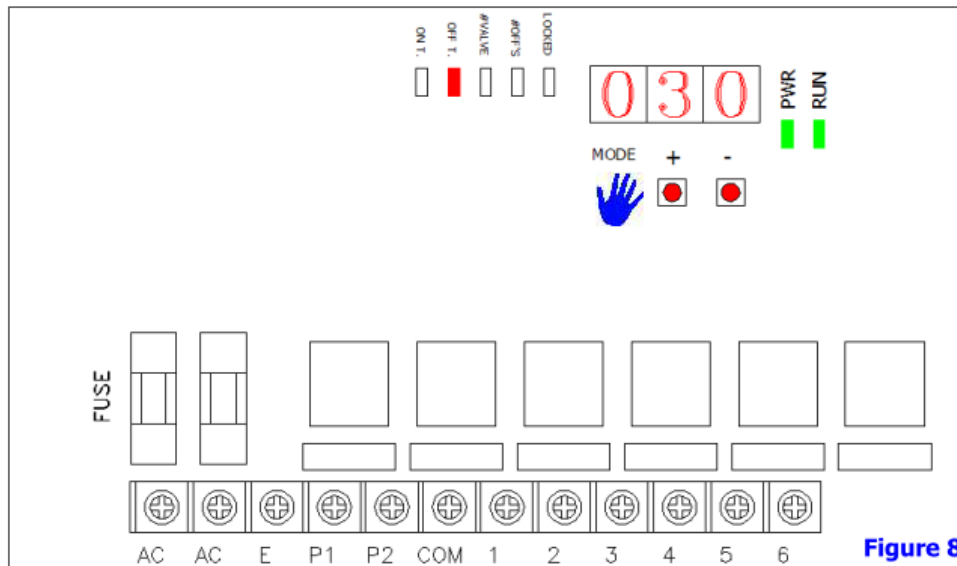 ON T.
OFF T.
#VALVE
#OFF'S
LOCKED
030
PWR
RUN
MODE + -
FUSE
AC AC E P1 P2 COM 1 2 3 4 5 6
Figure 8